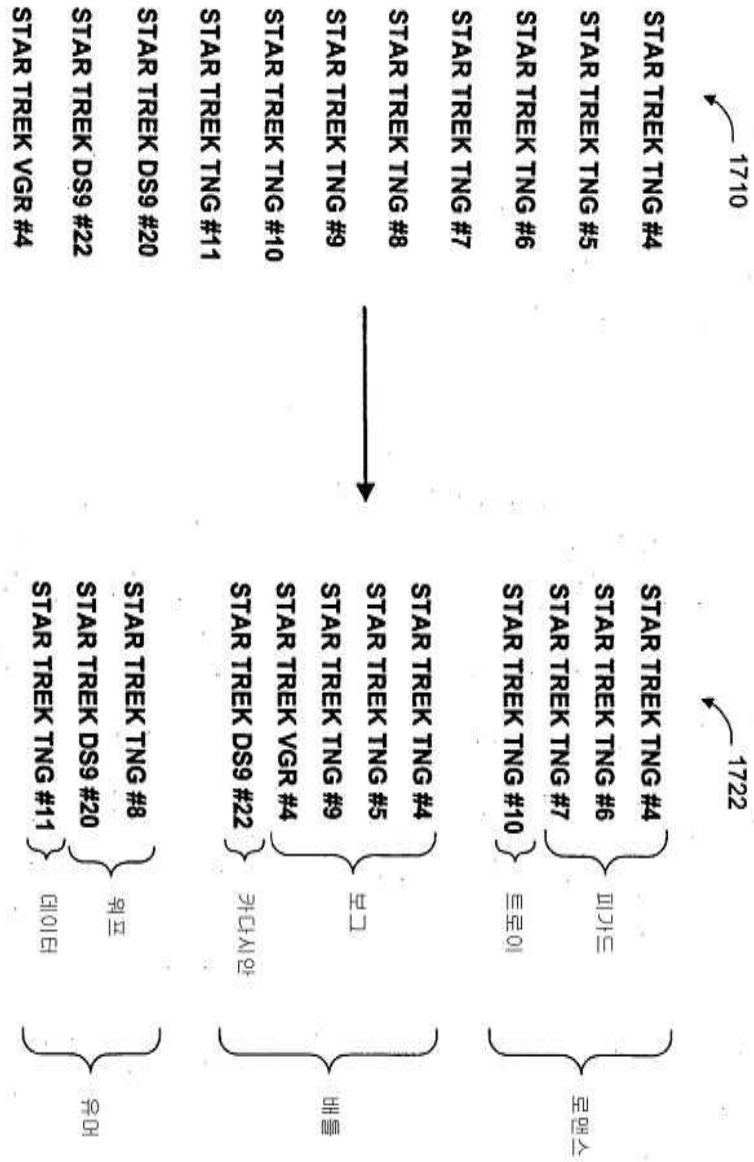 1710
STAR TREK TNG #4
STAR TREK TNG #5
STAR TREK TNG #6
STAR TREK TNG #7
STAR TREK TNG #8
STAR TREK TNG #9
STAR TREK TNG #10
STAR TREK TNG #11
STAR TREK DS9 #20
STAR TREK DS9 #22
STAR TREK VGR #4
1722
STAR TREK TNG #4
STAR TREK TNG #6
STAR TREK TNG #7
피가드
STAR TREK TNG #10
트로이
로맨스
STAR TREK TNG #4
STAR TREK TNG #5
STAR TREK TNG #9
STAR TREK VGR #4
보그
STAR TREK DS9 #22
카다시안
배틀
STAR TREK TNG #8
STAR TREK DS9 #20
워프
STAR TREK TNG #11
데이터
유머